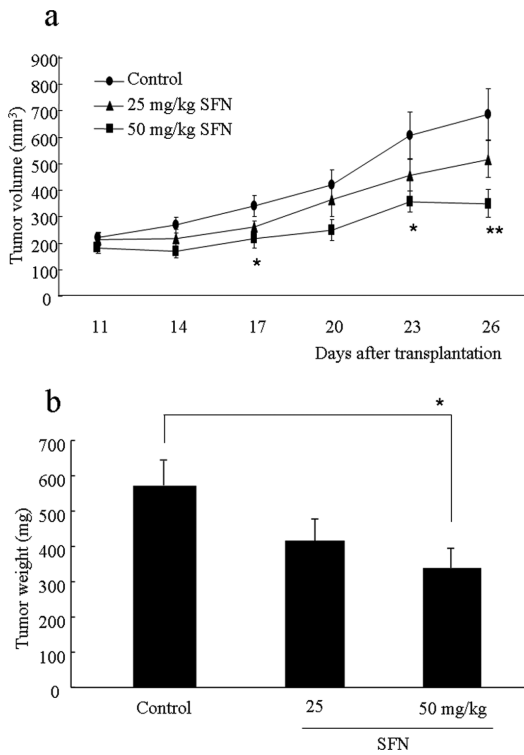 a
900
800
700
600
500
400
300
200
100
0
Tumor volume (mm³)
Control
25 mg/kg SFN
50 mg/kg SFN
*
*
**
11 14 17 20 23 26
Days after transplantation
b
*
700
600
500
400
300
200
100
0
Tumor weight (mg)
Control 25 50 mg/kg
SFN